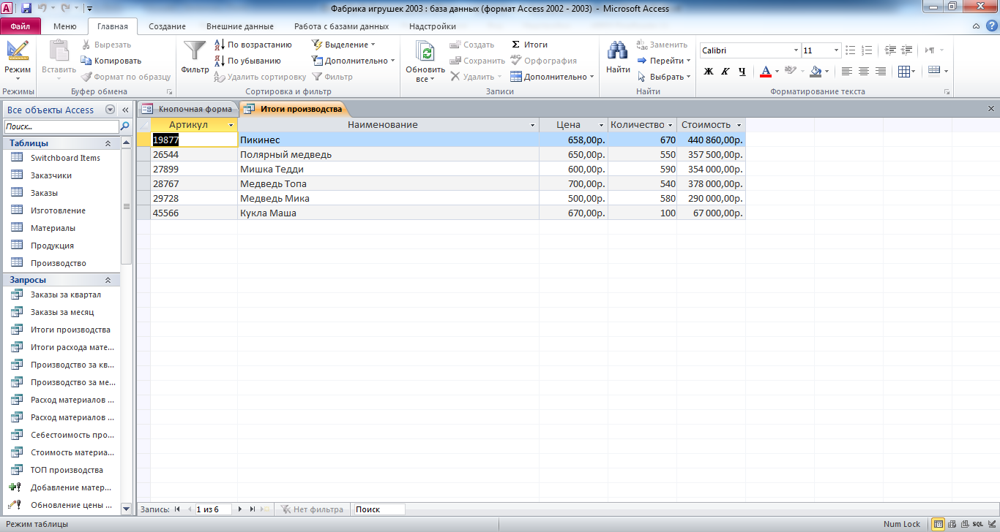 Фабрика игрушек 2003 : база данных (формат Access 2002 - 2003) - Microsoft Access
Файл Меню Главная Создание Внешние данные Работа с базами данных Надстройки
Режим
Режимы
Вставить
Вырезать
Копировать
Формат по образцу
Буфер обмена
Фильтр
По возрастанию
По убыванию
Удалить сортировку
Выделение
Дополнительно
Фильтр
Сортировка и фильтр
Обновить
все
Создать
Сохранить
Удалить
Итоги
Орфография
Дополнительно
Записи
Найти
Заменить
Перейти
Выбрать
Найти
Calibri 11
Ж К Ч
Форматирование текста
Все объекты Access
Поиск...
Таблицы
Switchboard Items
Заказчики
Заказы
Изготовление
Материалы
Продукция
Производство
Запросы
Заказы за квартал
Заказы за месяц
Итоги производства
Итоги расхода мате...
Производство за кв...
Производство за ме...
Расход материалов ...
Расход материалов ...
Себестоимость про...
Стоимость материа...
ТОП производства
Добавление матер...
Обновление цены ...
Кнопочная форма Итоги производства
Артикул Наименование Цена Количество Стоимость
19877 Пикинес 658,00р. 670 440 860,00р.
26544 Полярный медведь 650,00р. 550 357 500,00р.
27899 Мишка Тедди 600,00р. 590 354 000,00р.
28767 Медведь Топа 700,00р. 540 378 000,00р.
29728 Медведь Мика 500,00р. 580 290 000,00р.
45566 Кукла Маша 670,00р. 100 67 000,00р.
Запись: 1 из 6 Нет фильтра Поиск
Режим таблицы Num Lock SQL